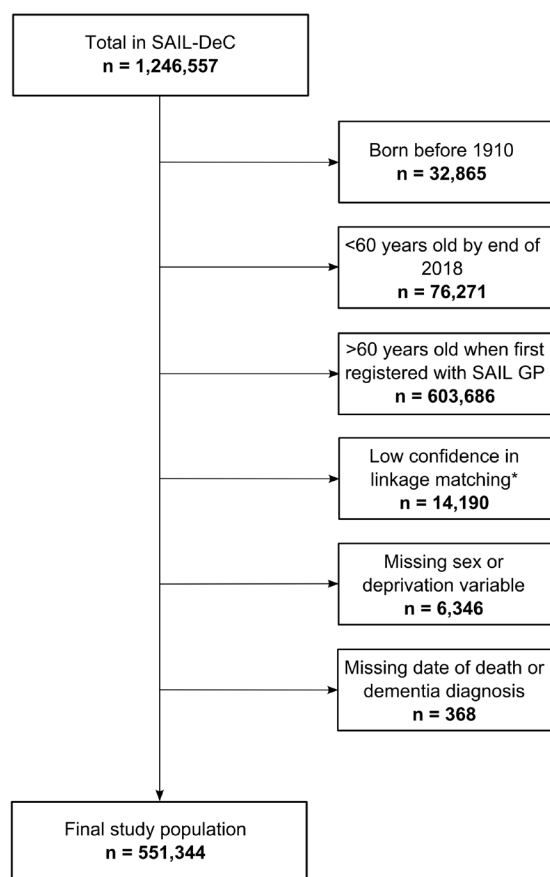 Total in SAIL-DeC
n = 1,246,557
Born before 1910
n = 32,865
<60 years old by end of
2018
n = 76,271
>60 years old when first
registered with SAIL GP
n = 603,686
Low confidence in
linkage matching*
n = 14,190
Missing sex or
deprivation variable
n = 6,346
Missing date of death or
dementia diagnosis
n = 368
Final study population
n = 551,344